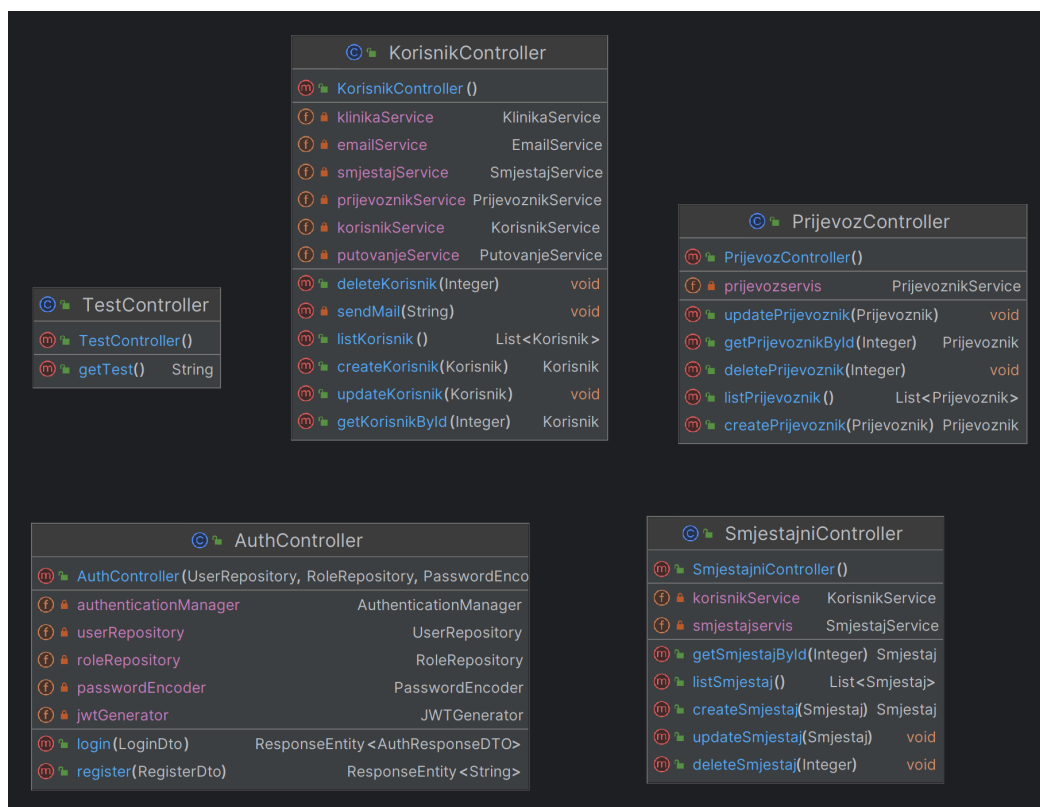 KorisnikController
KorisnikController()
klinikaService KlinikaService
emailService EmailService
smjestajService SmjestajService
prijevoznikService PrijevoznikService
korisnikService KorisnikService
putovanjeService PutovanjeService
deleteKorisnik(Integer) void
sendMail(String) void
listKorisnik() List<Korisnik>
createKorisnik(Korisnik) Korisnik
updateKorisnik(Korisnik) void
getKorisnikById(Integer) Korisnik
PrijevozController
PrijevozController()
prijevozservis PrijevoznikService
updatePrijevoznik(Prijevoznik) void
getPrijevoznikById(Integer) Prijevoznik
deletePrijevoznik(Integer) void
listPrijevoznik() List<Prijevoznik>
createPrijevoznik(Prijevoznik) Prijevoznik
TestController
TestController()
getTest() String
AuthController
AuthController(UserRepository, RoleRepository, PasswordEnco
authenticationManager AuthenticationManager
userRepository UserRepository
roleRepository RoleRepository
passwordEncoder PasswordEncoder
jwtGenerator JWTGenerator
login(LoginDto) ResponseEntity<AuthResponseDTO>
register(RegisterDto) ResponseEntity<String>
SmjestajniController
SmjestajniController()
korisnikService KorisnikService
smjestajservis SmjestajService
getSmjestajById(Integer) Smjestaj
listSmjestaj() List<Smjestaj>
createSmjestaj(Smjestaj) Smjestaj
updateSmjestaj(Smjestaj) void
deleteSmjestaj(Integer) void